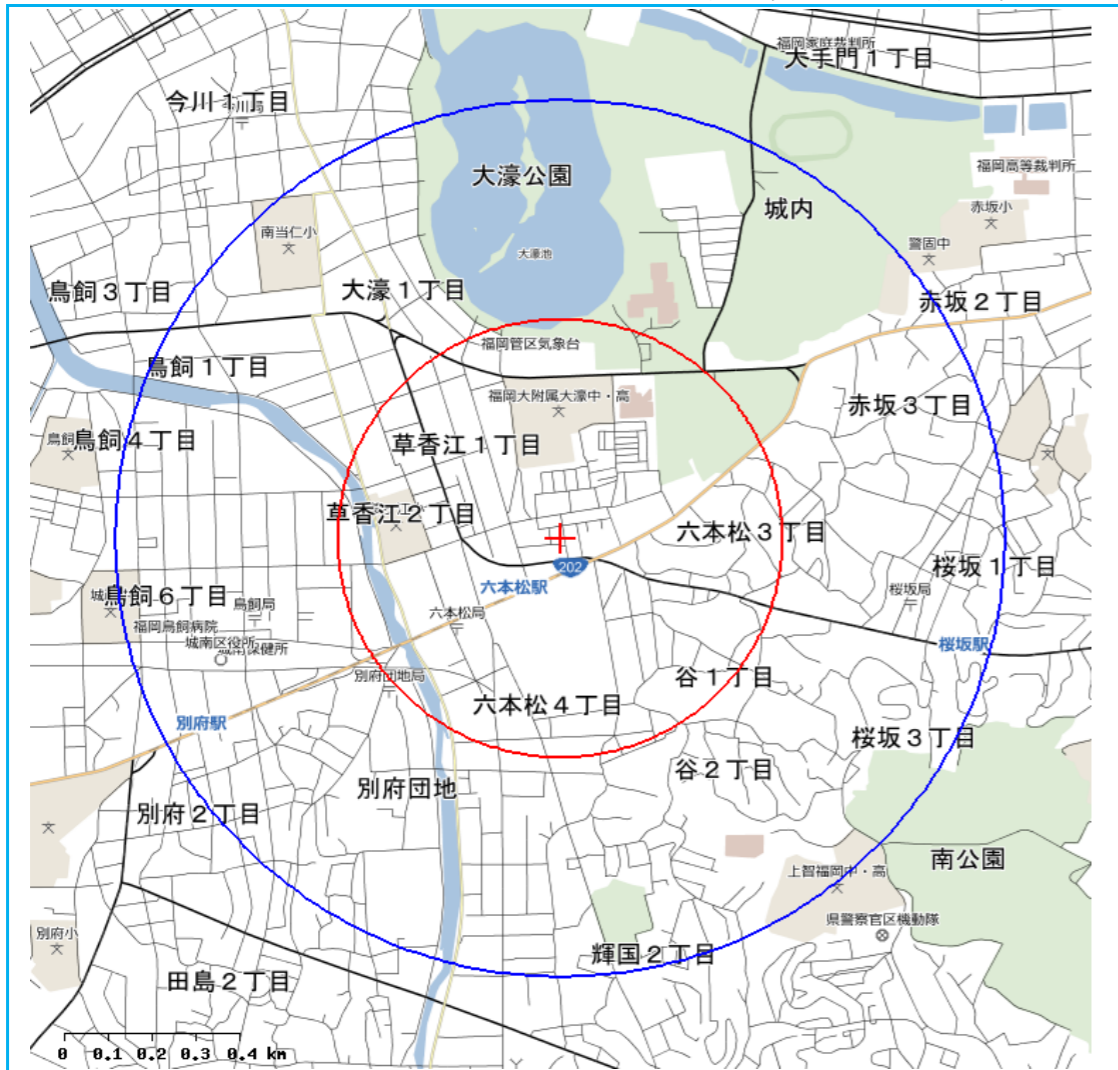 福岡家庭裁判所
大手門１丁目
今川１丁目
福岡高等裁判所
大濠公園
赤坂小
城内
南当仁小
警固中
大濠池
鳥飼３丁目
大濠１丁目
赤坂２丁目
福岡管区気象台
鳥飼１丁目
福岡大附属大濠中・高
赤坂３丁目
鳥飼４丁目
草香江１丁目
草香江２丁目
六本松３丁目
202
桜坂１丁目
六本松駅
桜坂局
鳥飼６丁目
鳥飼局
六本松局
福岡鳥飼病院
城南区役所
桜坂駅
別府団地局
谷１丁目
六本松４丁目
別府駅
桜坂３丁目
谷２丁目
別府団地
別府２丁目
南公園
上智福岡中・高
県警察官区機動隊
別府小
輝国２丁目
田島２丁目
0 0.1 0.2 0.3 0.4 km